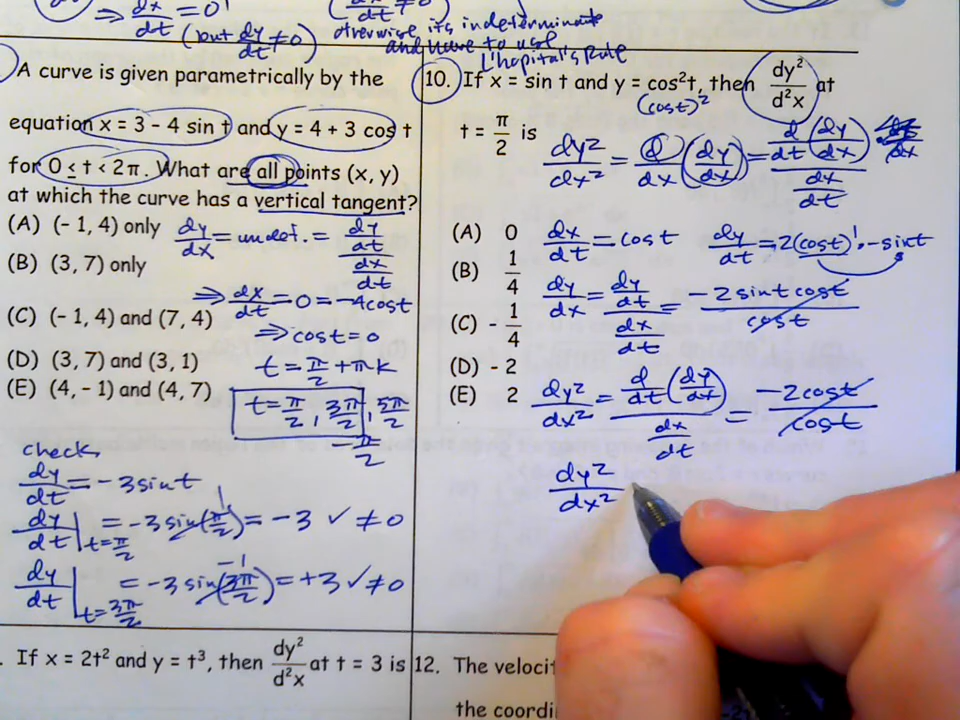 ⇒ dx/dt = 0
(but dy/dt ≠ 0)
(dx/dt ≠ 0)
otherwise its indeterminate
and have to use
L'hopital's Rule
A curve is given parametrically by the
equation x = 3 - 4 sin t and y = 4 + 3 cos t
for 0 ≤ t < 2π. What are all points (x, y)
at which the curve has a vertical tangent?
(A) (- 1, 4) only
(B) (3, 7) only
(C) (- 1, 4) and (7, 4)
(D) (3, 7) and (3, 1)
(E) (4, - 1) and (4, 7)
dy/dx = undef. = dy/dt / dx/dt
⇒ dx/dt = 0 = -4cost
⇒ cost = 0
t = π/2 + πk
t = π/2, 3π/2, 5π/2
check
dy/dt = -3sint
dy/dt | t=π/2 = -3 sin(π/2) = -3 ✓ ≠ 0
1
dy/dt | t=3π/2 = -3 sin(3π/2) = +3 ✓ ≠ 0
-1
. If x = 2t² and y = t³, then dy²/d²x at t = 3 is
10. If x = sin t and y = cos²t, then dy²/d²x at
(cost)²
t = π/2 is
dy²/dx² = d/dx (dy/dx) = d/dt (dy/dx) / dx/dt
(A) 0
(B) 1/4
(C) - 1/4
(D) - 2
(E) 2
dx/dt = cost
dy/dt = 2(cost)¹ · -sint
dy/dx = dy/dt / dx/dt = - 2sintcost / cost
dy²/dx² = d/dt (dy/dx) / dx/dt = -2cost / cost
dy²/dx²
12. The velocit
the coordi